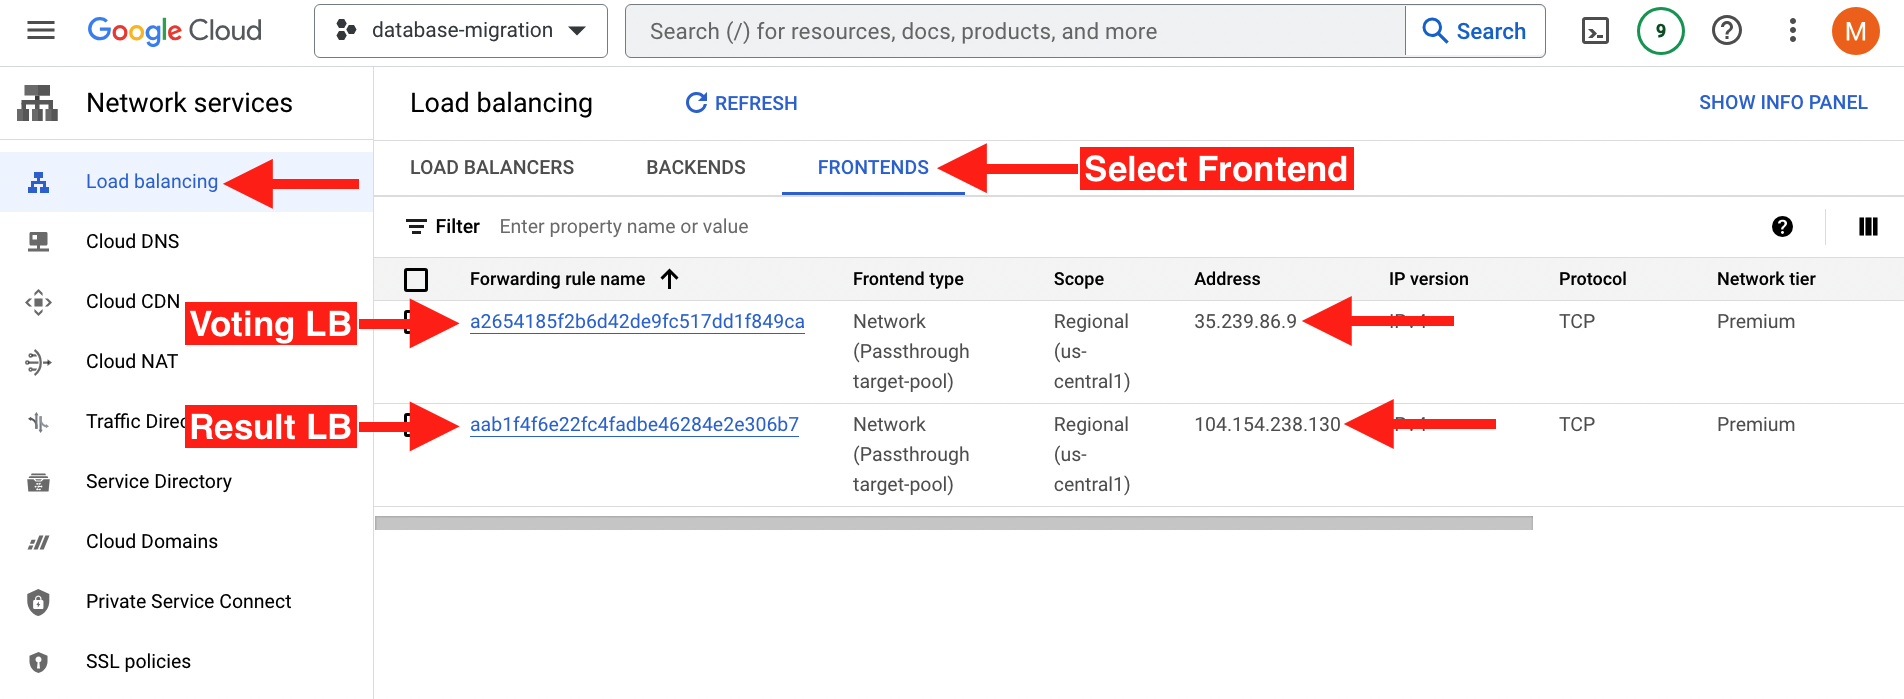 Google Cloud
database-migration
Search (/) for resources, docs, products, and more
Search
9
M
Network services
Load balancing
REFRESH
SHOW INFO PANEL
Load balancing
Cloud DNS
Cloud CDN
Cloud NAT
Service Directory
Cloud Domains
Private Service Connect
SSL policies
LOAD BALANCERS
BACKENDS
FRONTENDS
Select Frontend
Filter
Enter property name or value
Forwarding rule name
Frontend type
Scope
Address
IP version
Protocol
Network tier
Voting LB
a2654185f2b6d42de9fc517dd1f849ca
Network
(Passthrough
target-pool)
Regional
(us-
central1)
35.239.86.9
TCP
Premium
Traffic
Result LB
aab1f4f6e22fc4fadbe46284e2e306b7
Network
(Passthrough
target-pool)
Regional
(us-
central1)
104.154.238.130
TCP
Premium